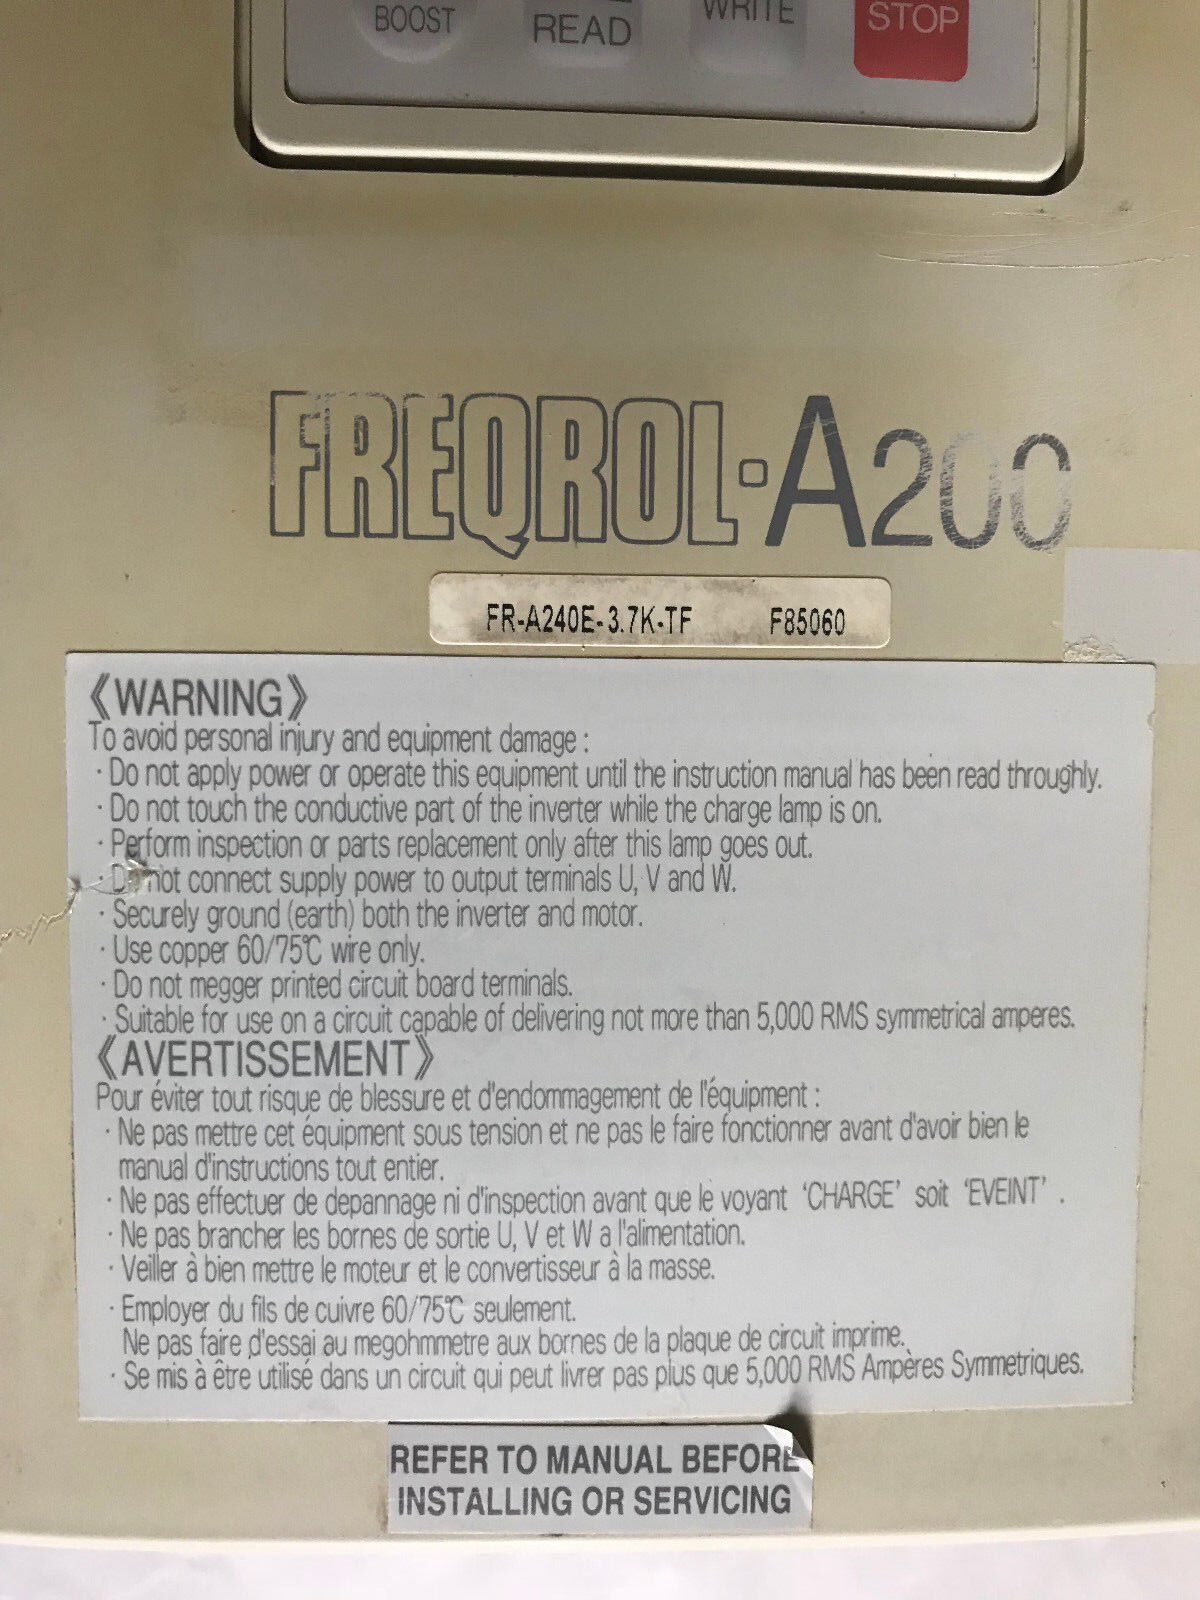 BOOST
READ
WRITE
STOP
FREQROL-A200
FR-A240E-3.7K-TF F85060
《WARNING》
To avoid personal injury and equipment damage :
· Do not apply power or operate this equipment until the instruction manual has been read throughly.
· Do not touch the conductive part of the inverter while the charge lamp is on.
· Perform inspection or parts replacement only after this lamp goes out.
· Do not connect supply power to output terminals U, V and W.
· Securely ground (earth) both the inverter and motor.
· Use copper 60/75℃ wire only.
· Do not megger printed circuit board terminals.
· Suitable for use on a circuit capable of delivering not more than 5,000 RMS symmetrical amperes.
《AVERTISSEMENT》
Pour éviter tout risque de blessure et d'endommagement de l'équipment :
· Ne pas mettre cet équipment sous tension et ne pas le faire fonctionner avant d'avoir bien le
manual d'instructions tout entier.
· Ne pas effectuer de depannage ni d'inspection avant que le voyant ‘CHARGE’ soit ‘EVEINT’ .
· Ne pas brancher les bornes de sortie U, V et W a l'alimentation.
· Veiller à bien mettre le moteur et le convertisseur à la masse.
· Employer du fils de cuivre 60/75℃ seulement.
Ne pas faire d'essai au megohmmetre aux bornes de la plaque de circuit imprime.
· Se mis à être utilisé dans un circuit qui peut livrer pas plus que 5,000 RMS Ampères Symmetriques.
REFER TO MANUAL BEFORE
INSTALLING OR SERVICING